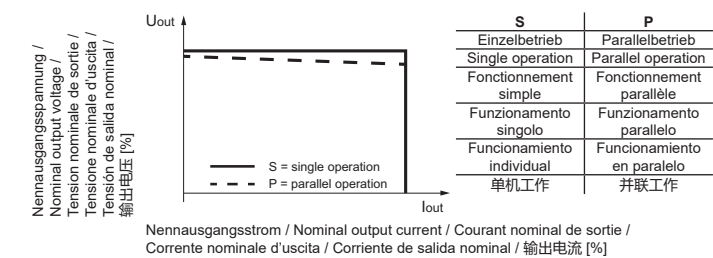 Nennausgangsspannung /
Nominal output voltage /
Tension nominale de sortie /
Tensione nominale d'uscita /
Tensión de salida nominal /
输出电压 [%]
Uout
S = single operation
P = parallel operation
Iout
Nennausgangsstrom / Nominal output current / Courant nominal de sortie /
Corrente nominale d'uscita / Corriente de salida nominal / 输出电流 [%]
S P
Einzelbetrieb Parallelbetrieb
Single operation Parallel operation
Fonctionnement Fonctionnement
simple parallèle
Funzionamento Funzionamento
singolo parallelo
Funcionamiento Funcionamiento
individual en paralelo
单机工作 并联工作